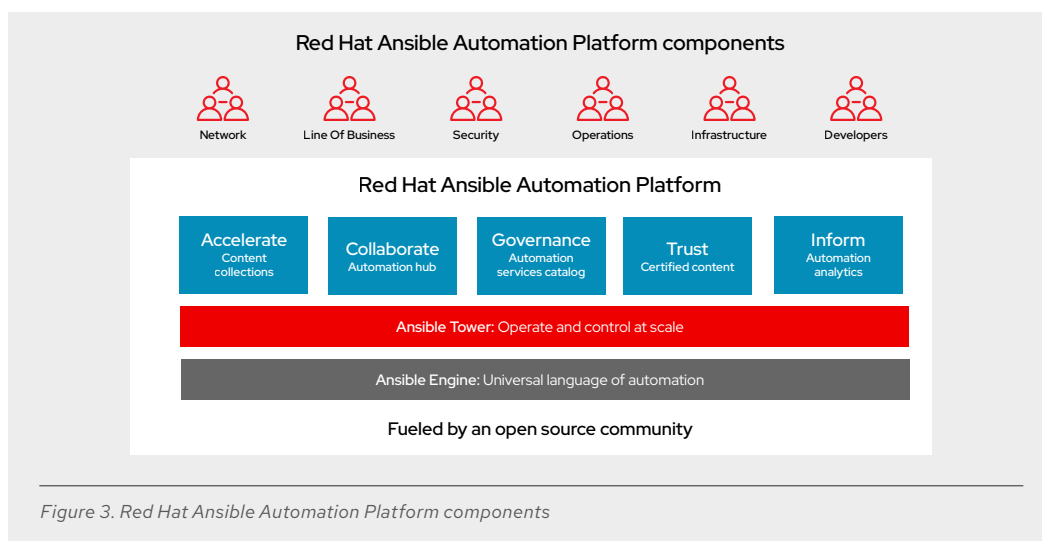 Red Hat Ansible Automation Platform components
Network
Line Of Business
Security
Operations
Infrastructure
Developers
Red Hat Ansible Automation Platform
Accelerate
Content
collections
Collaborate
Automation hub
Governance
Automation
services catalog
Trust
Certified content
Inform
Automation
analytics
Ansible Tower: Operate and control at scale
Ansible Engine: Universal language of automation
Fueled by an open source community
Figure 3. Red Hat Ansible Automation Platform components